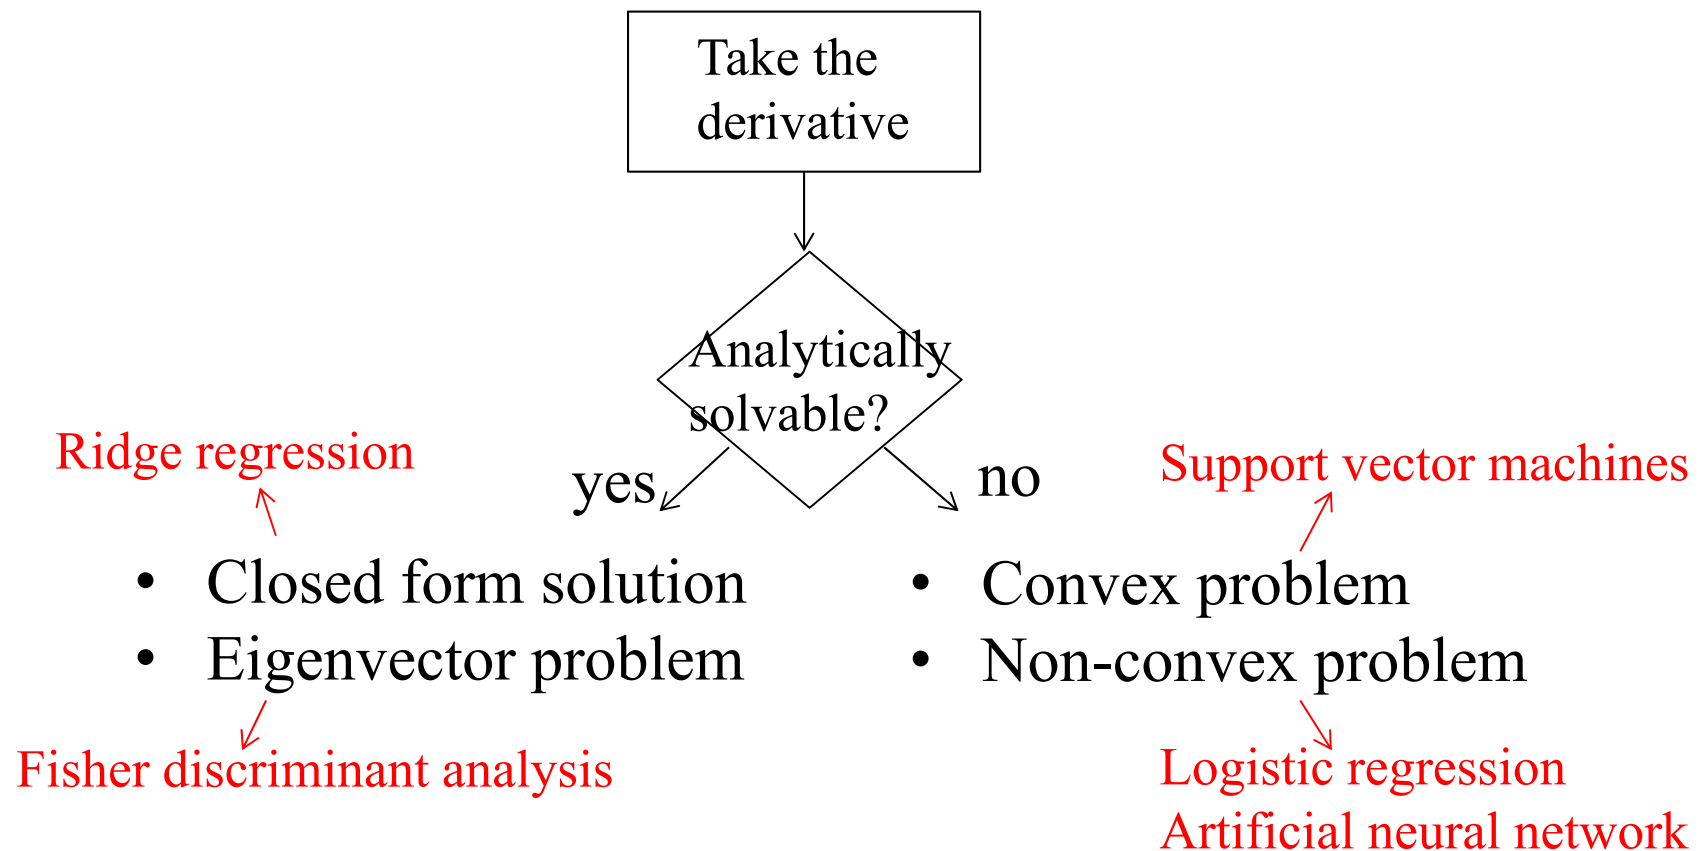 Take the
derivative
Analytically
solvable?
yes
no
Ridge regression
Support vector machines
• Closed form solution
• Eigenvector problem
• Convex problem
• Non-convex problem
Fisher discriminant analysis
Logistic regression
Artificial neural network